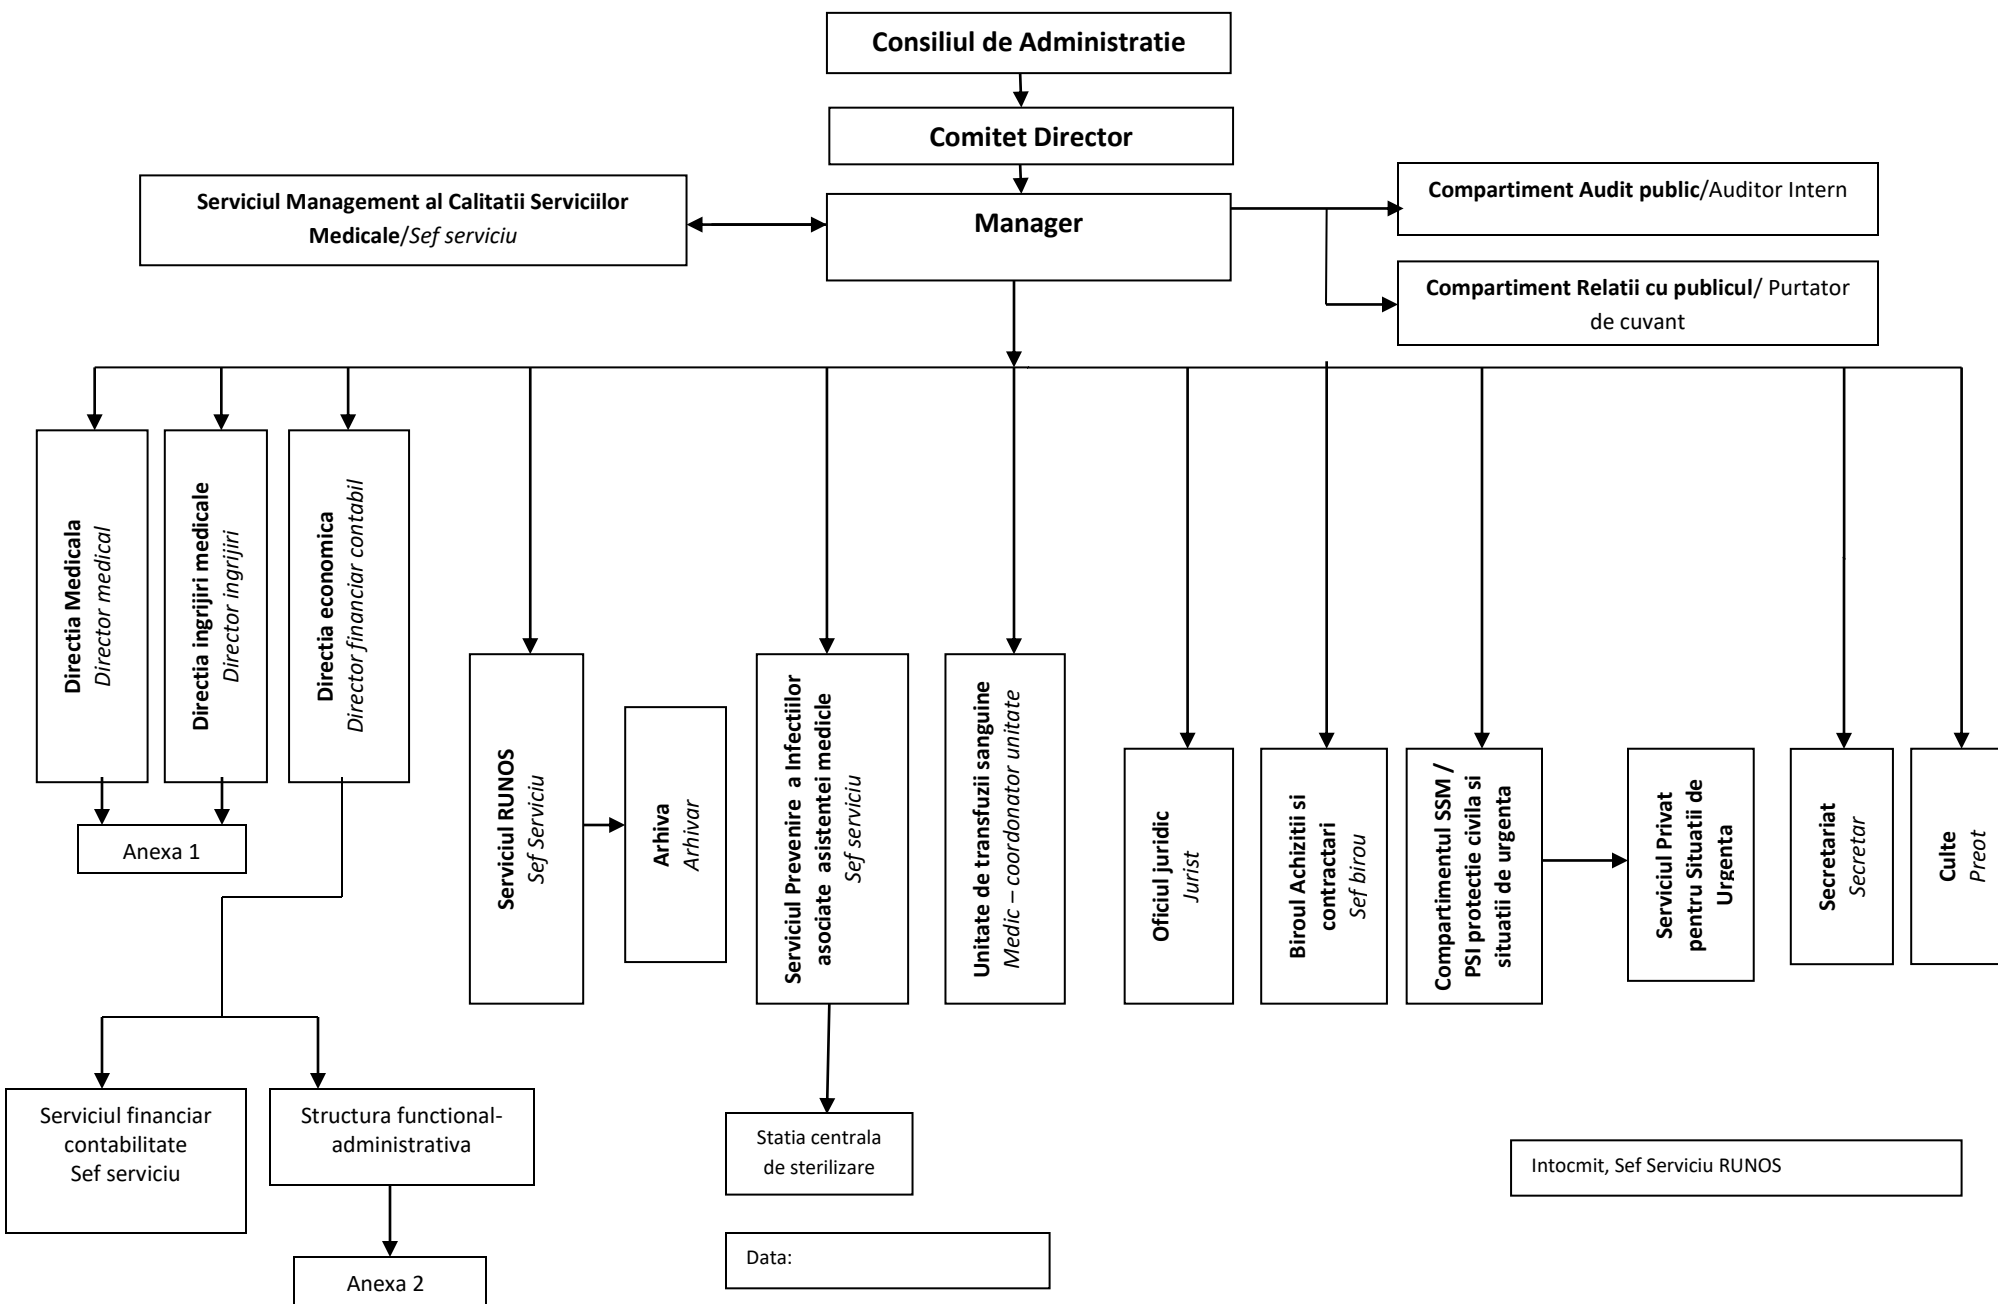 Consiliul de Administratie
Comitet Director
Serviciul Management al Calitatii Serviciilor
Medicale/Sef serviciu
Manager
Compartiment Audit public/Auditor Intern
Compartiment Relatii cu publicul/ Purtator
de cuvant
Directia Medicala
Director medical
Directia ingrijiri medicale
Director ingrijiri
Directia economica
Director financiar contabil
Serviciul RUNOS
Sef Serviciu
Arhiva
Arhivar
Serviciul Prevenire a Infectiilor
asociate asistentei medicle
Sef serviciu
Unitate de transfuzii sanguine
Medic – coordonator unitate
Oficiul juridic
Jurist
Biroul Achizitii si
contractari
Sef birou
Compartimentul SSM /
PSI protectie civila si
situatii de urgenta
Serviciul Privat
pentru Situatii de
Urgenta
Secretariat
Secretar
Culte
Preot
Anexa 1
Serviciul financiar
contabilitate
Sef serviciu
Structura functional-
administrativa
Statia centrala
de sterilizare
Intocmit, Sef Serviciu RUNOS
Data:
Anexa 2